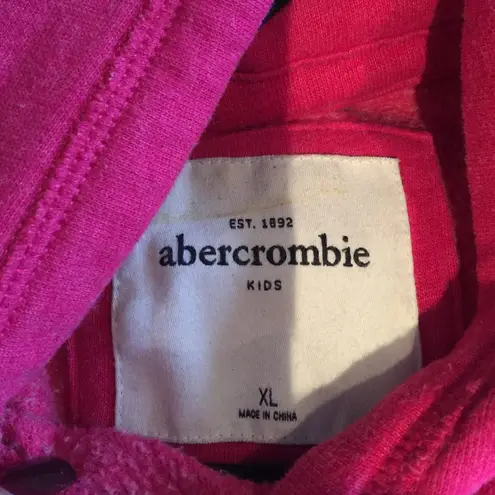 EST. 1892
abercrombie
KIDS
XL
MADE IN CHINA